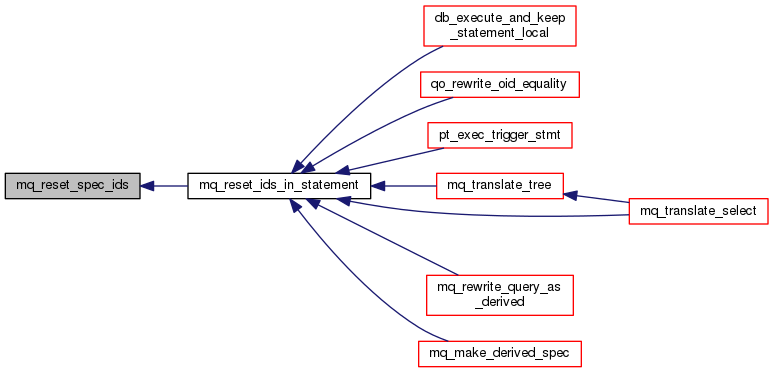 db_execute_and_keep
_statement_local
qo_rewrite_oid_equality
pt_exec_trigger_stmt
mq_reset_spec_ids
mq_reset_ids_in_statement
mq_translate_tree
mq_translate_select
mq_rewrite_query_as
_derived
mq_make_derived_spec